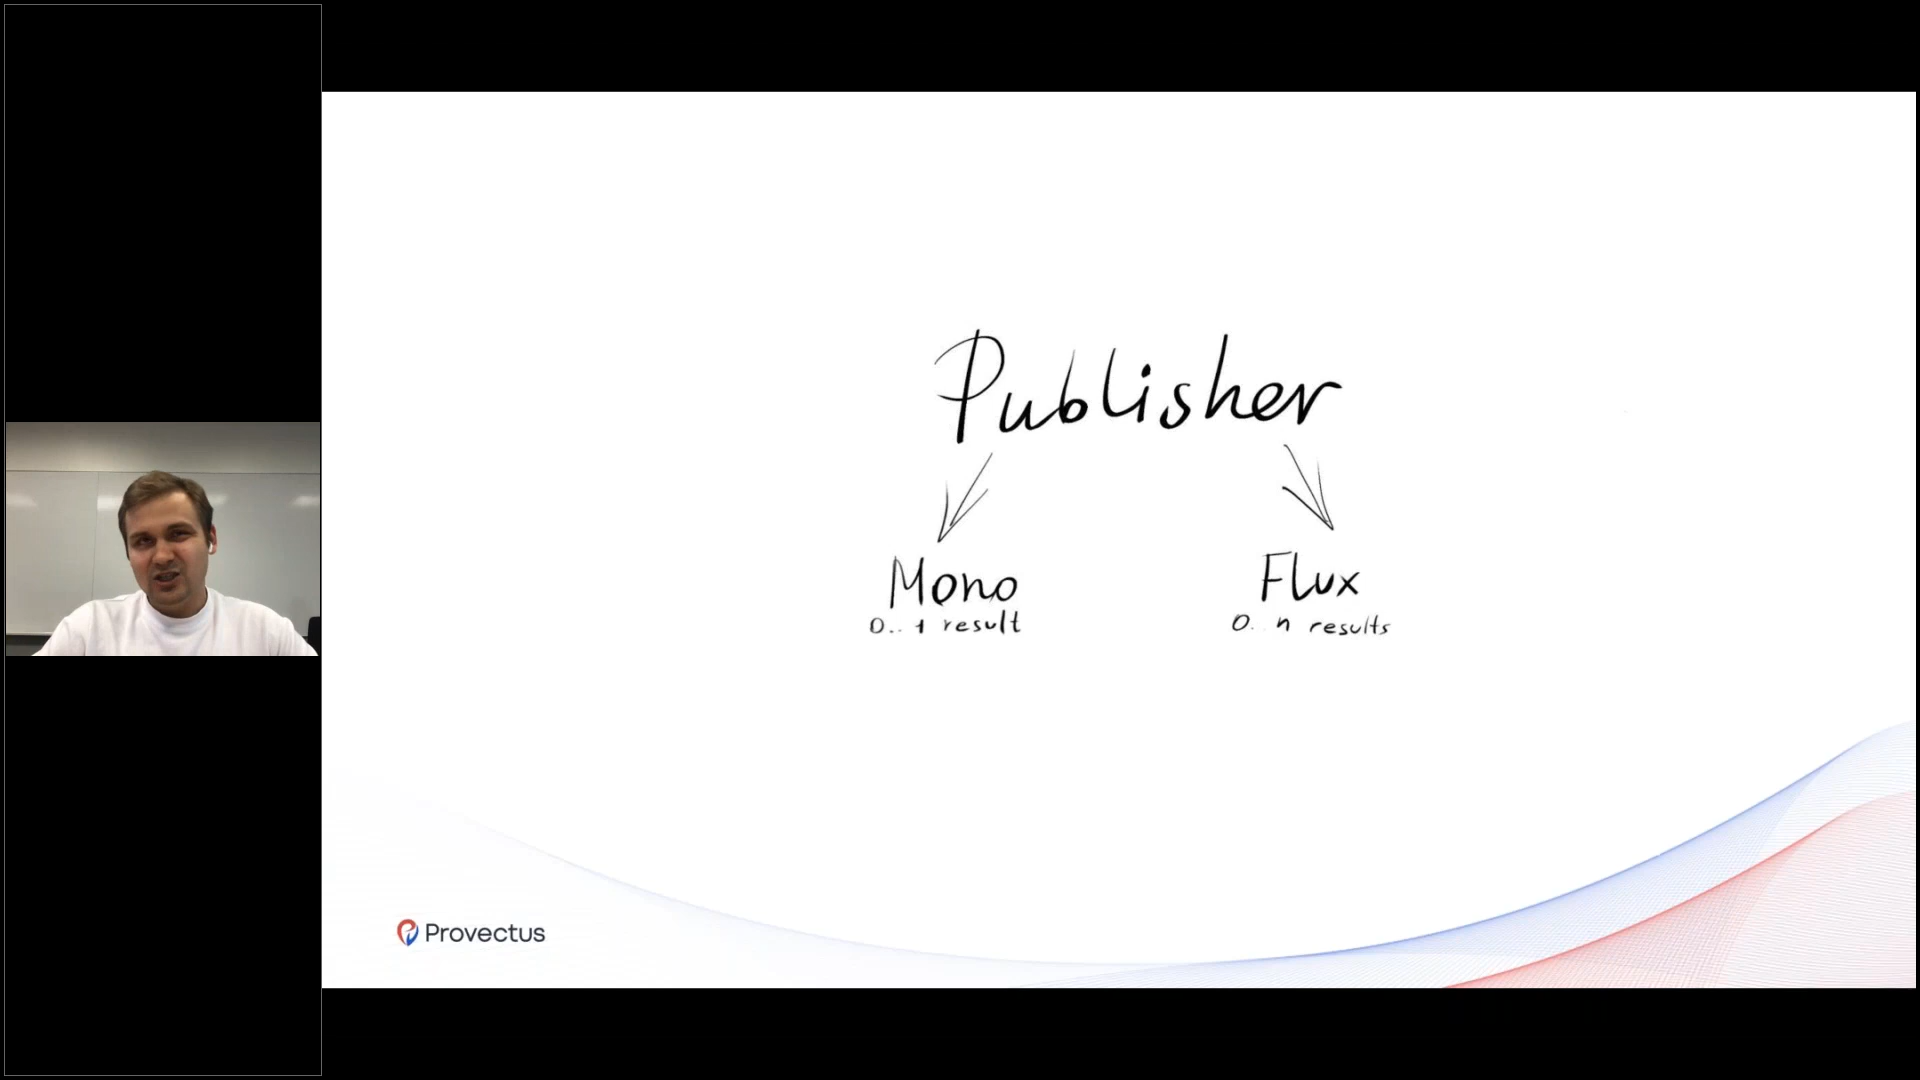 Publisher
Mono
0.. 1 result
Flux
0.. n results
Provectus